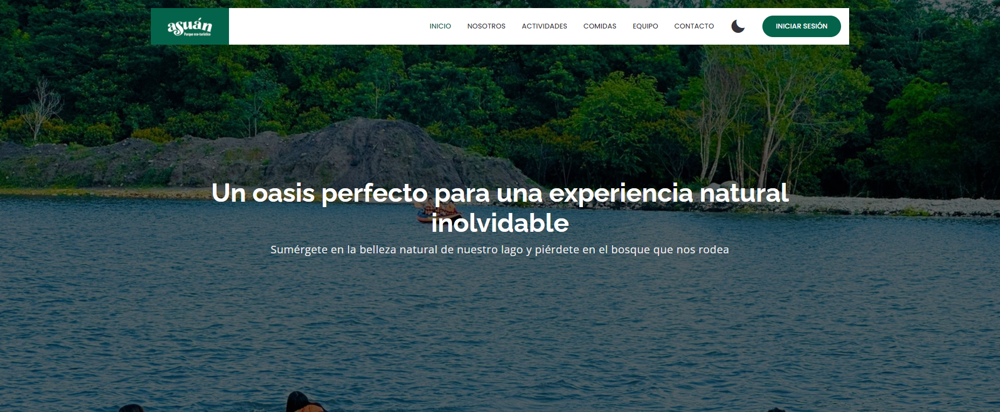 asuán
Parque eco-turístico
INICIO
NOSOTROS
ACTIVIDADES
COMIDAS
EQUIPO
CONTACTO
INICIAR SESIÓN
Un oasis perfecto para una experiencia natural
inolvidable
Sumérgete en la belleza natural de nuestro lago y piérdete en el bosque que nos rodea